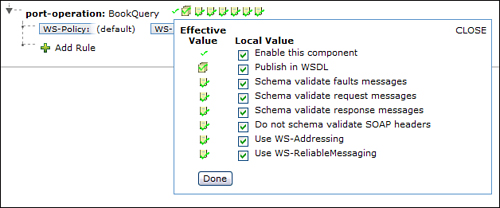 port-operation: BookQuery
WS-Policy: (default) WS-
Add Rule
Effective Value Local Value CLOSE
Enable this component
Publish in WSDL
Schema validate faults messages
Schema validate request messages
Schema validate response messages
Do not schema validate SOAP headers
Use WS-Addressing
Use WS-ReliableMessaging
Done